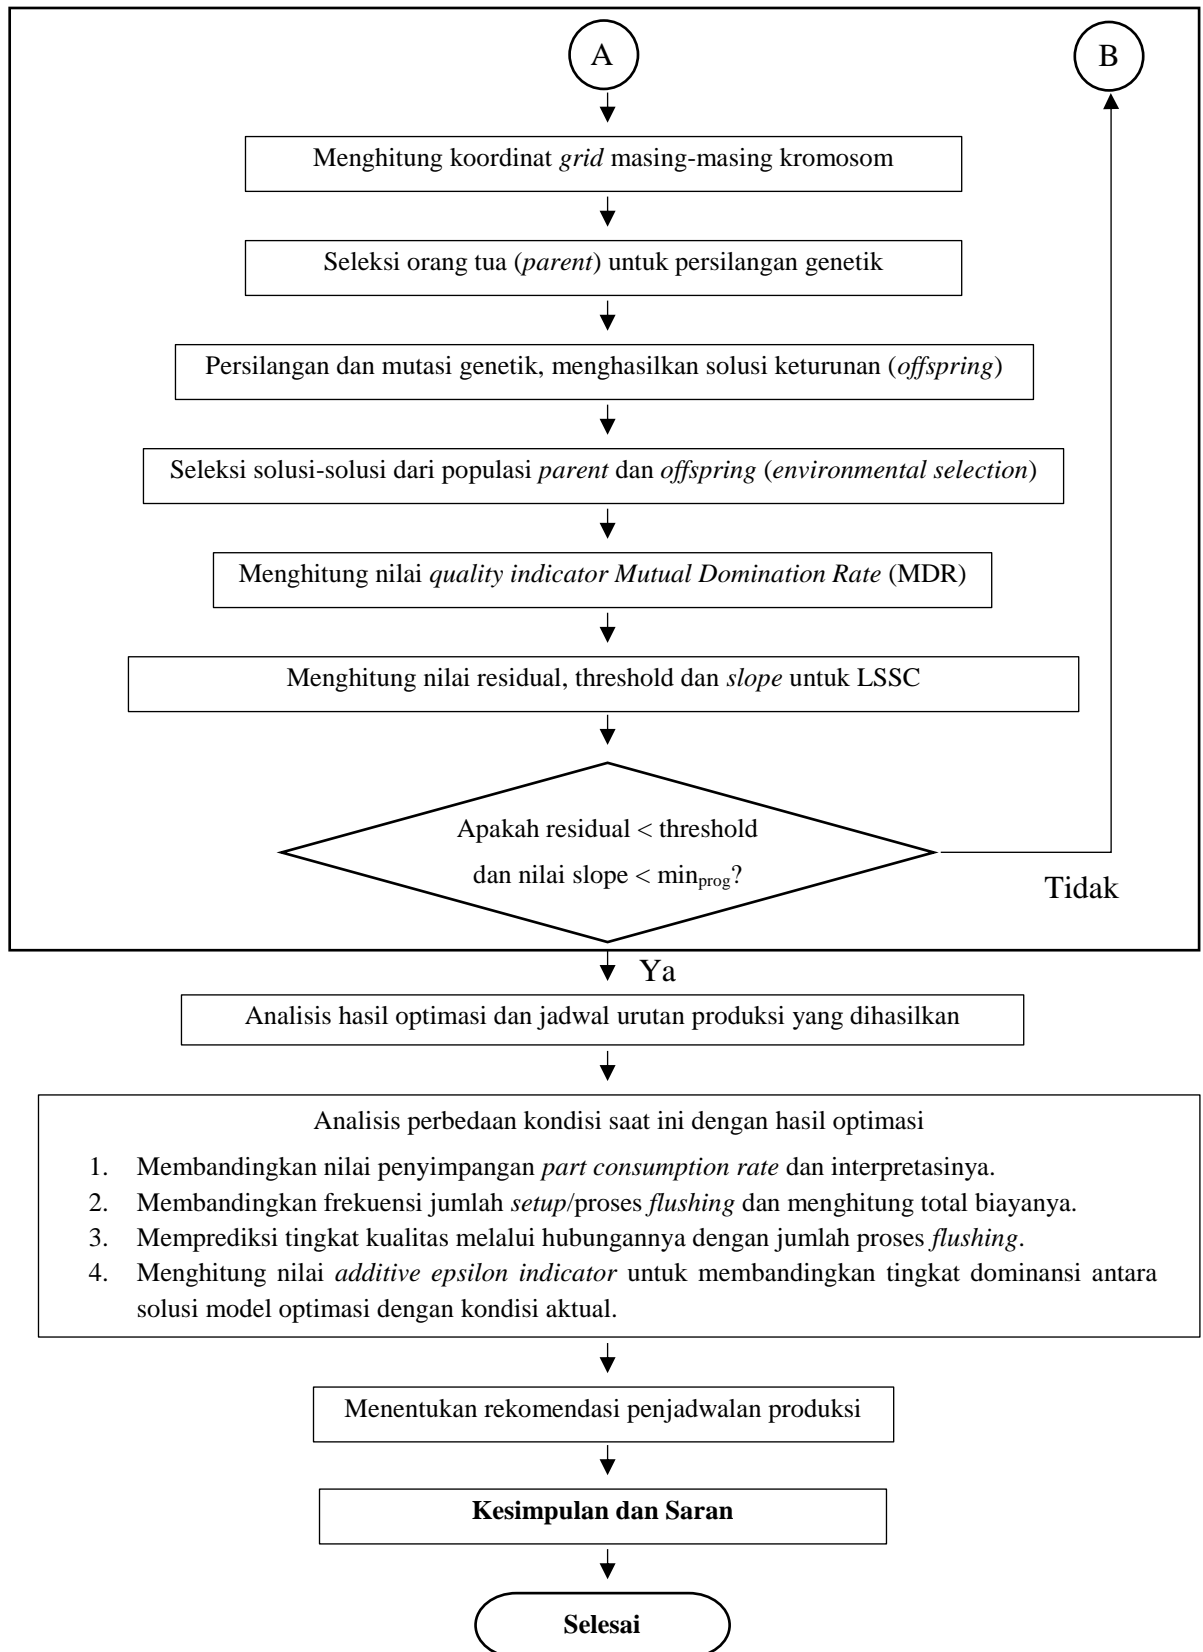 A
B
Menghitung koordinat grid masing-masing kromosom
Seleksi orang tua (parent) untuk persilangan genetik
Persilangan dan mutasi genetik, menghasilkan solusi keturunan (offspring)
Seleksi solusi-solusi dari populasi parent dan offspring (environmental selection)
Menghitung nilai quality indicator Mutual Domination Rate (MDR)
Menghitung nilai residual, threshold dan slope untuk LSSC
Apakah residual < threshold
dan nilai slope < minprog?
Tidak
Ya
Analisis hasil optimasi dan jadwal urutan produksi yang dihasilkan
Analisis perbedaan kondisi saat ini dengan hasil optimasi
1. Membandingkan nilai penyimpangan part consumption rate dan interpretasinya.
2. Membandingkan frekuensi jumlah setup/proses flushing dan menghitung total biayanya.
3. Memprediksi tingkat kualitas melalui hubungannya dengan jumlah proses flushing.
4. Menghitung nilai additive epsilon indicator untuk membandingkan tingkat dominansi antara
solusi model optimasi dengan kondisi aktual.
Menentukan rekomendasi penjadwalan produksi
Kesimpulan dan Saran
Selesai